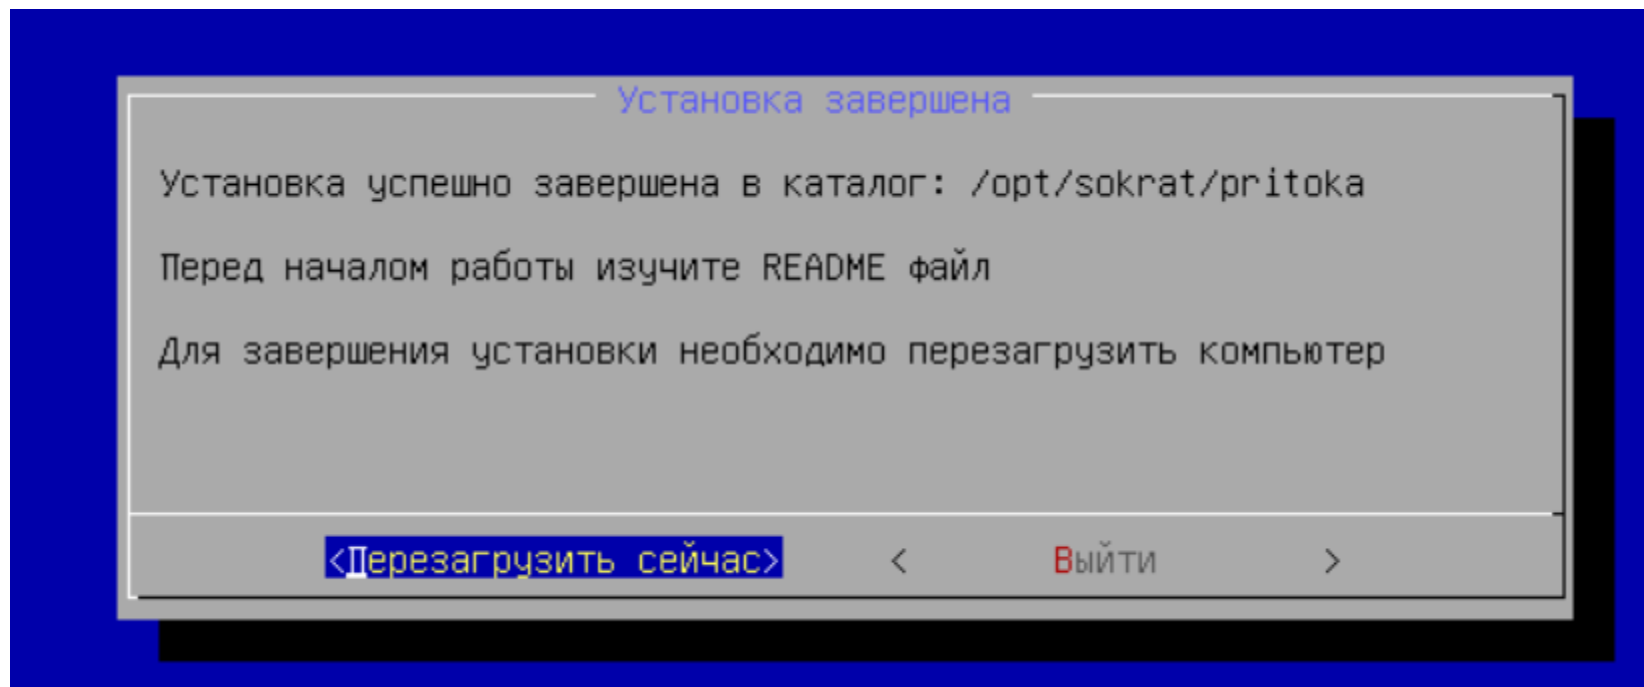 Установка завершена
Установка успешно завершена в каталог: /opt/sokrat/pritoka
Перед началом работы изучите README файл
Для завершения установки необходимо перезагрузить компьютер
<Перезагрузить сейчас> < Выйти >